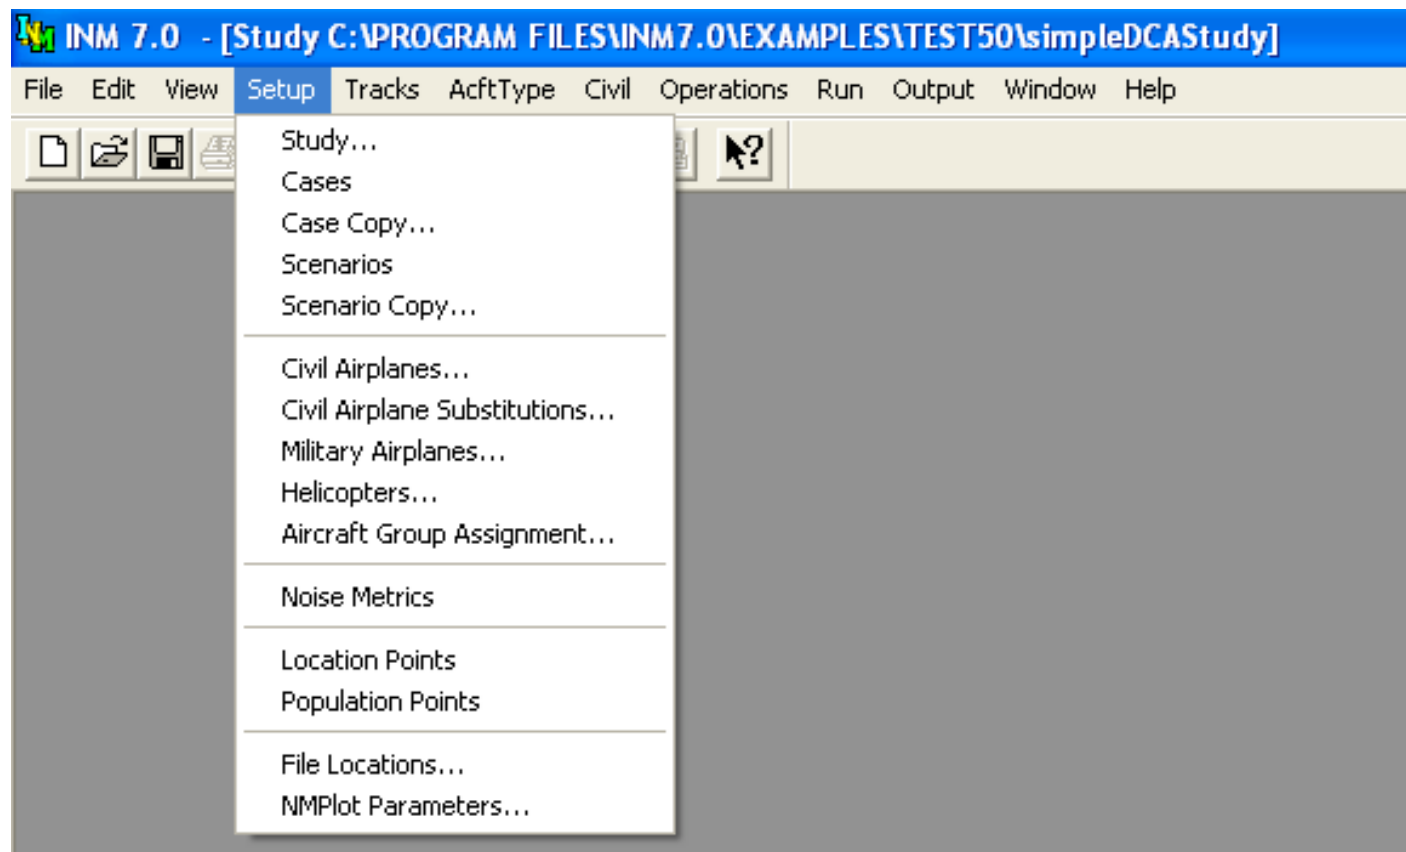 INM 7.0 - [Study C:\PROGRAM FILES\INM7.0\EXAMPLES\TEST50\simpleDCAStudy]
File Edit View Setup Tracks AcftType Civil Operations Run Output Window Help
Study...
Cases
Case Copy...
Scenarios
Scenario Copy...
Civil Airplanes...
Civil Airplane Substitutions...
Military Airplanes...
Helicopters...
Aircraft Group Assignment...
Noise Metrics
Location Points
Population Points
File Locations...
NMPlot Parameters...